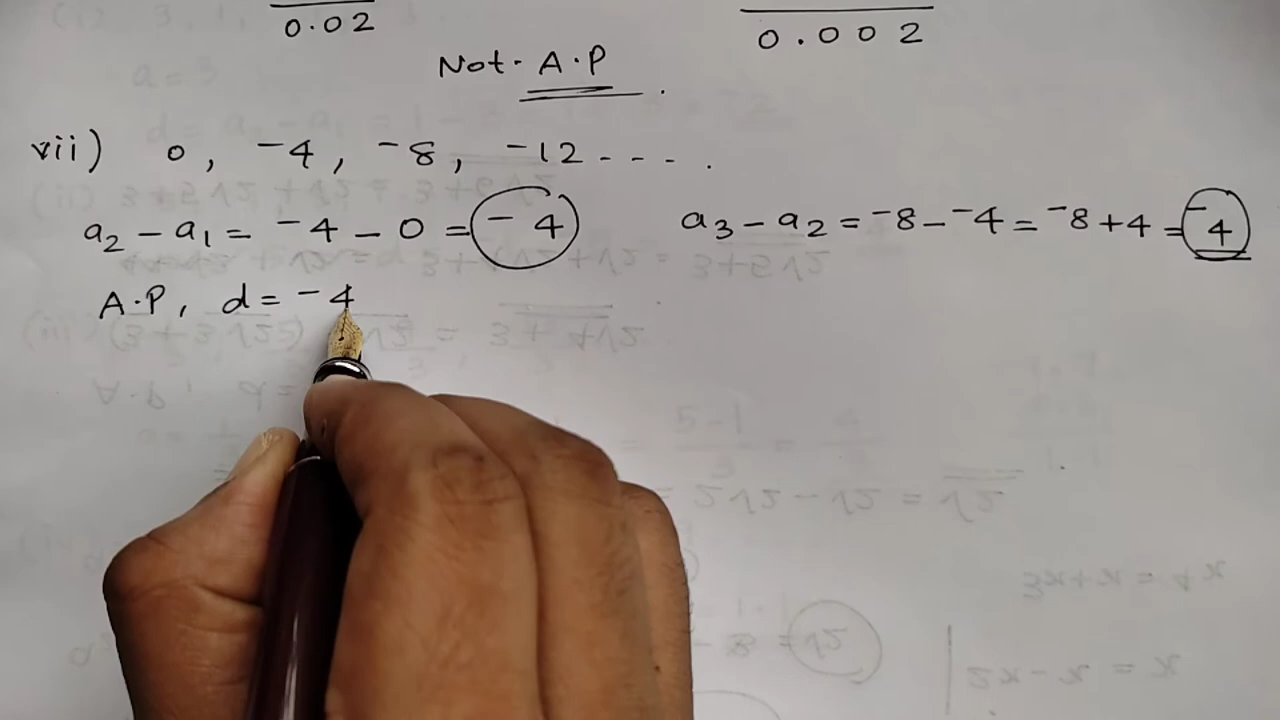 0.02 0.002
Not. A.P.
vii) 0, -4, -8, -12 - - - .
a₂ - a₁ = -4 - 0 = -4 a₃ - a₂ = -8 - -4 = -8 + 4 = -4
A.P, d = -4